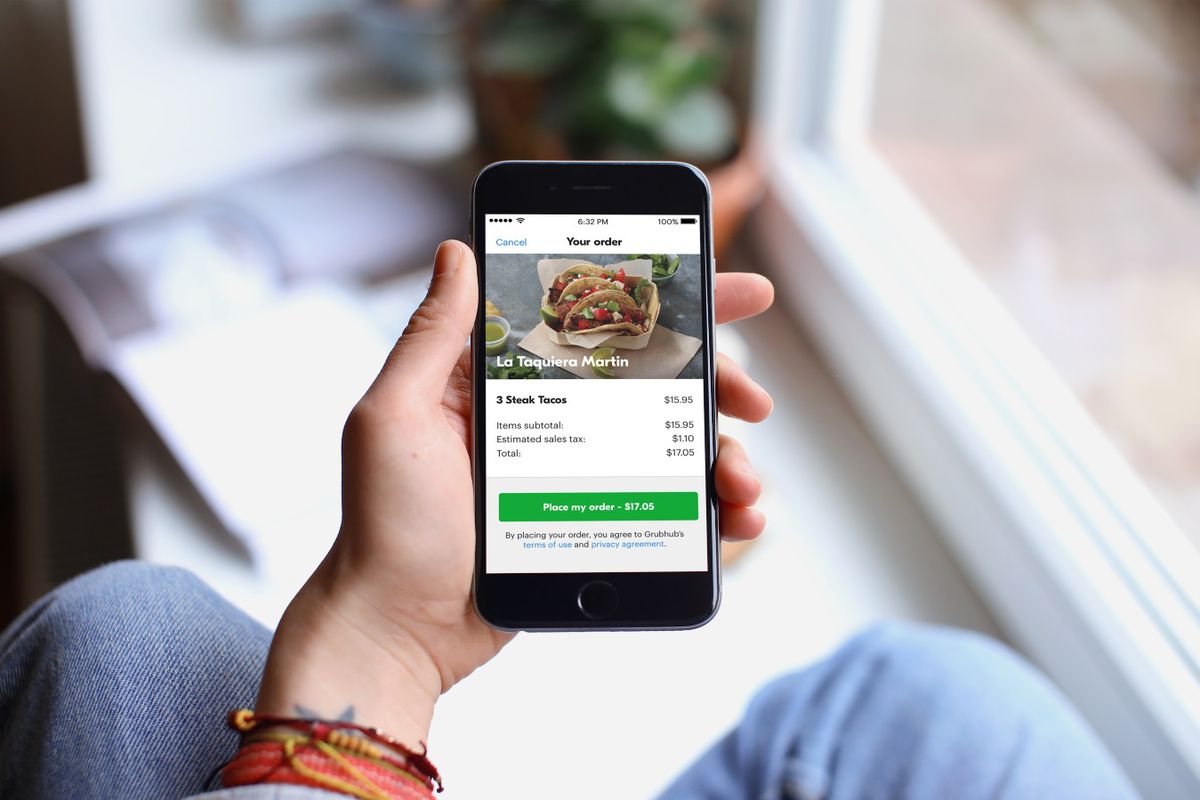 6:32 PM
100%
Cancel
Your order
La Taquiera Martin
3 Steak Tacos $15.95
Items subtotal: $15.95
Estimated sales tax: $1.10
Total: $17.05
Place my order - $17.05
By placing your order, you agree to Grubhub's
terms of use and privacy agreement.